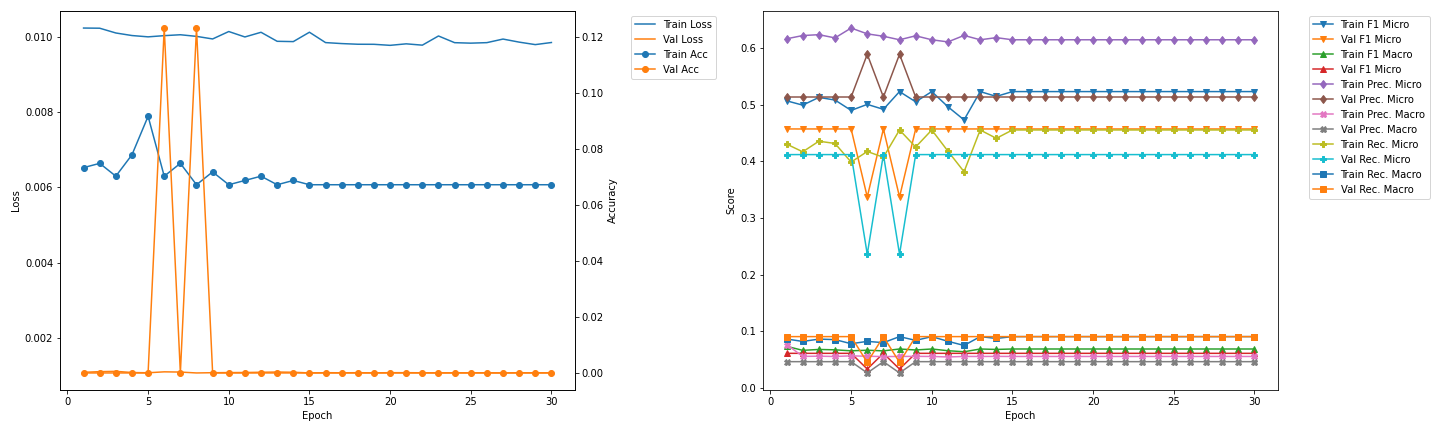 0.010
0.008
0.006
0.004
0.002
Loss
0
5
10
15
20
25
30
Epoch
0.12
0.10
0.08
0.06
0.04
0.02
0.00
Accuracy
Train Loss
Val Loss
Train Acc
Val Acc
0.6
0.5
0.4
0.3
0.2
0.1
0.0
Score
0
5
10
15
20
25
30
Epoch
Train F1 Micro
Val F1 Micro
Train F1 Macro
Val F1 Micro
Train Prec. Micro
Val Prec. Micro
Train Prec. Macro
Val Prec. Macro
Train Rec. Micro
Val Rec. Micro
Train Rec. Macro
Val Rec. Macro